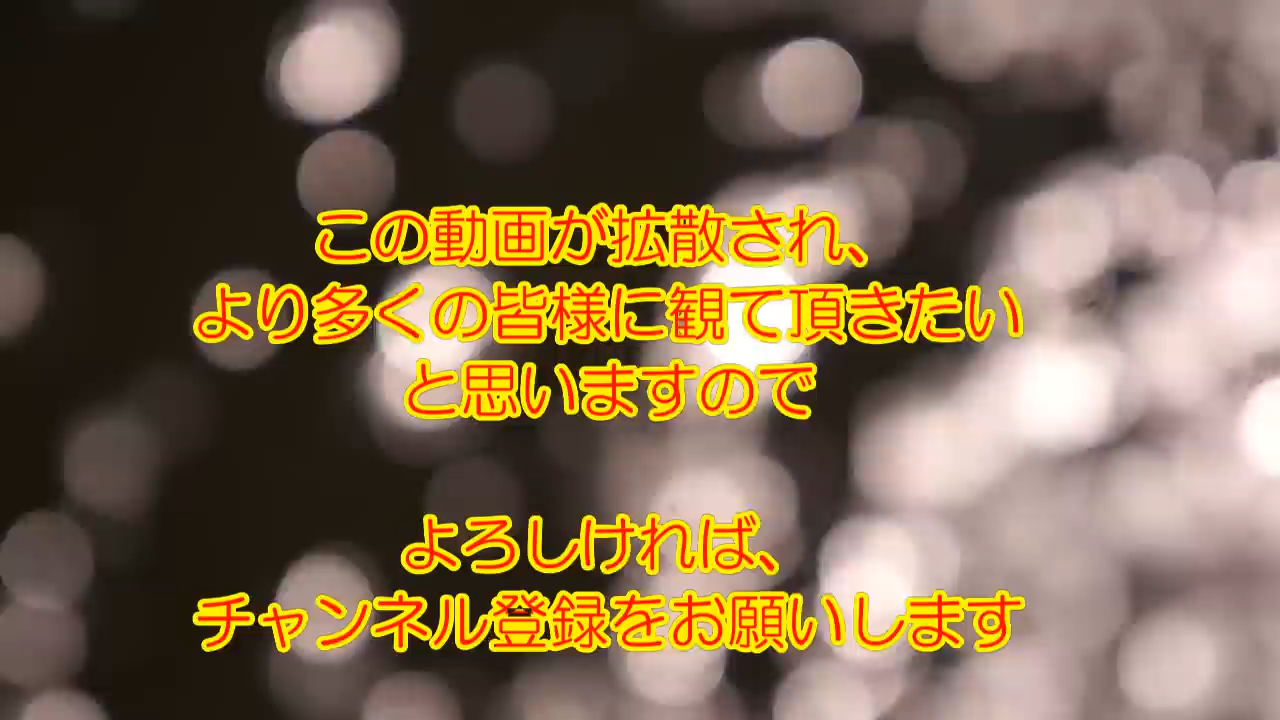 この動画が拡散され、
より多くの皆様に観て頂きたい
と思いますので
よろしければ、
チャンネル登録をお願いします